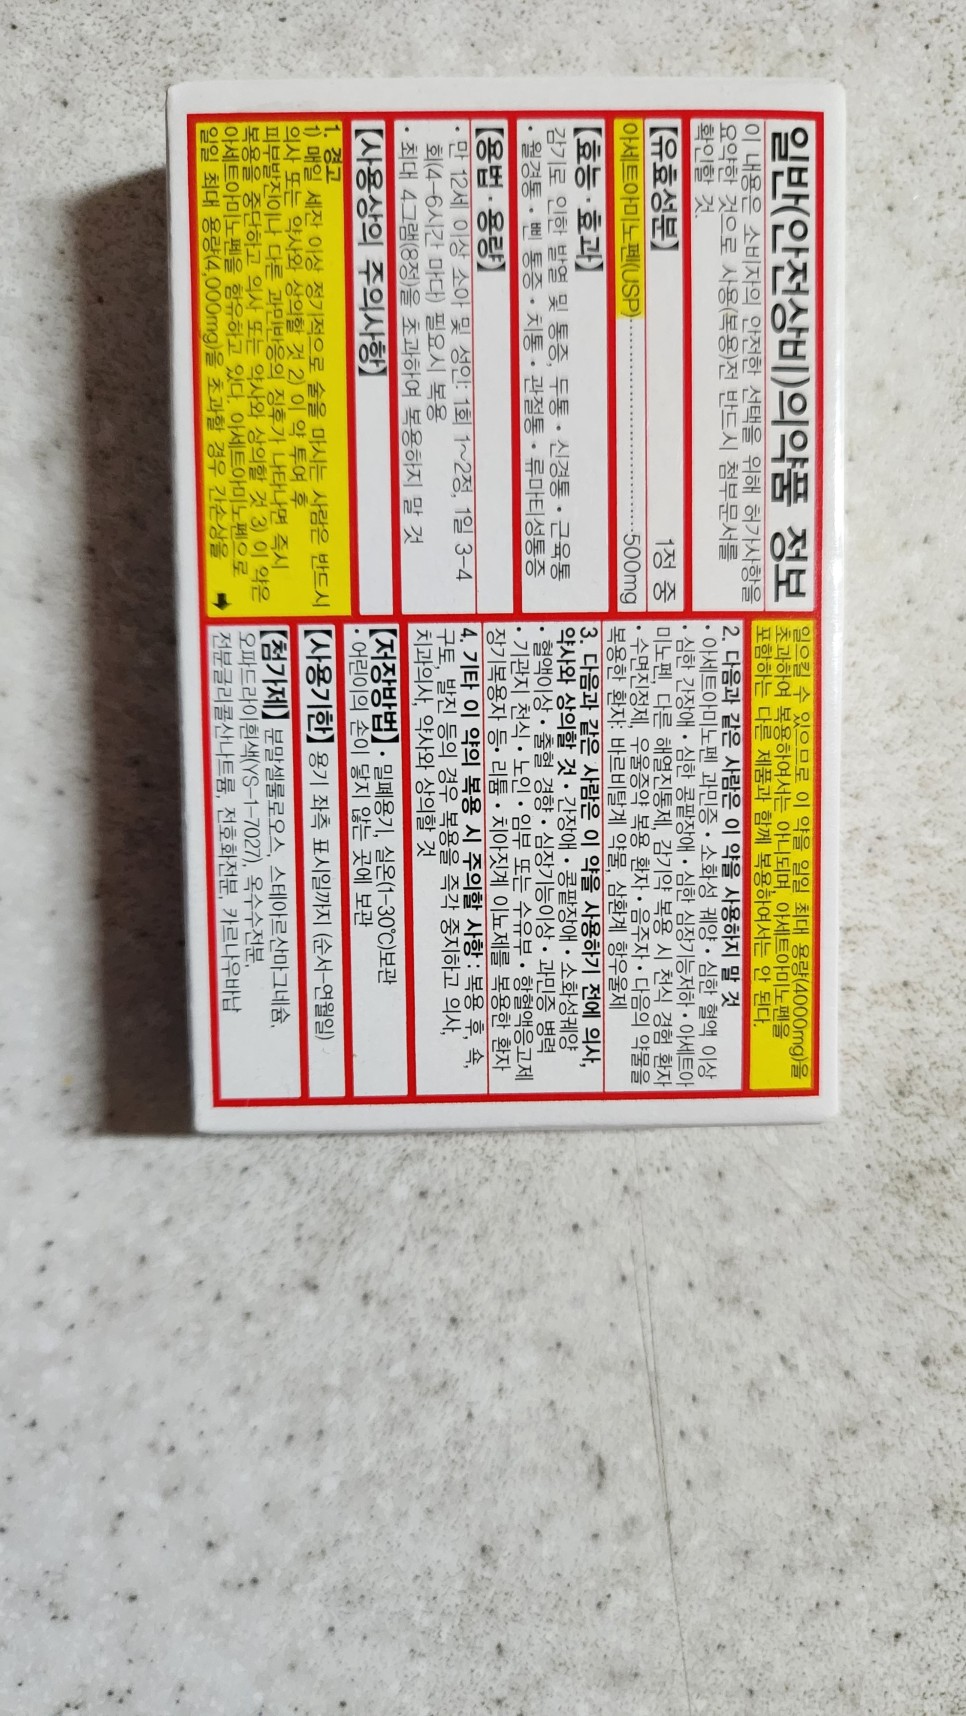 일반(안전상비)의약품 정보
이 내용은 소비자의 안전한 선택을 위해 허가사항을
요약한 것으로 사용(복용)전 반드시 첨부문서를
확인할 것.
【유효성분】 1정 중
아세트아미노펜(USP)································500mg
【효능·효과】
감기로 인한 발열 및 통증, 두통·신경통·근육통
·월경통·삔 통증·치통·관절통·류마티성통증
【용법·용량】
·만 12세 이상 소아 및 성인: 1회 1~2정, 1일 3-4
회(4-6시간 마다) 필요시 복용
·최대 4그램(8정)을 초과하여 복용하지 말 것
【사용상의 주의사항】
1. 경고
1) 매일 세잔 이상 정기적으로 술을 마시는 사람은 반드시
의사 또는 약사와 상의할 것 2) 이 약 투여 후
피부발진이나 다른 과민반응의 징후가 나타나면 즉시
복용을 중단하고 의사 또는 약사와 상의할 것 3) 이 약은
아세트아미노펜을 함유하고 있다. 아세트아미노펜으로
일일 최대 용량(4,000mg)을 초과할 경우 간손상을 ➡
일으킬 수 있으므로 이 약을 일일 최대 용량(4000mg)을
초과하여 복용하여서는 아니되며, 아세트아미노펜을
포함하는 다른 제품과 함께 복용하여서는 안 된다.
2. 다음과 같은 사람은 이 약을 사용하지 말 것
·아세트아미노펜 과민증·소화성 궤양·심한 혈액 이상
·심한 간장애·심한 콩팥장애·심한 심장기능저하·아세트아
미노펜, 다른 해열진통제, 감기약 복용 시 천식 경험 환자
·수면진정제, 우울증약 복용 환자·음주자·다음의 약물을
복용한 환자: 바르비탈계 약물, 삼환계 항우울제
3. 다음과 같은 사람은 이 약을 사용하기 전에 의사,
약사와 상의할 것 ·간장애·콩팥장애·소화성궤양
·혈액이상·출혈 경향·심장기능이상·과민증 병력
·기관지 천식·노인·임부 또는 수유부·항혈액응고제
장기복용자 등·리튬·치아짓계 이뇨제를 복용한 환자
4. 기타 이 약의 복용 시 주의할 사항 : 복용 후, 쇽,
구토, 발진 등의 경우 복용을 즉각 중지하고 의사,
치과의사, 약사와 상의할 것
【저장방법】 ·밀폐용기, 실온(1-30℃)보관
·어린이의 손이 닿지 않는 곳에 보관
【사용기한】 용기 좌측 표시일까지 (순서-연월일)
【첨가제】 분말셀룰로오스, 스테아르산마그네슘,
오파드라이흰색(YS-1-7027), 옥수수전분,
전분글리콜산나트륨, 전호화전분, 카르나우바납